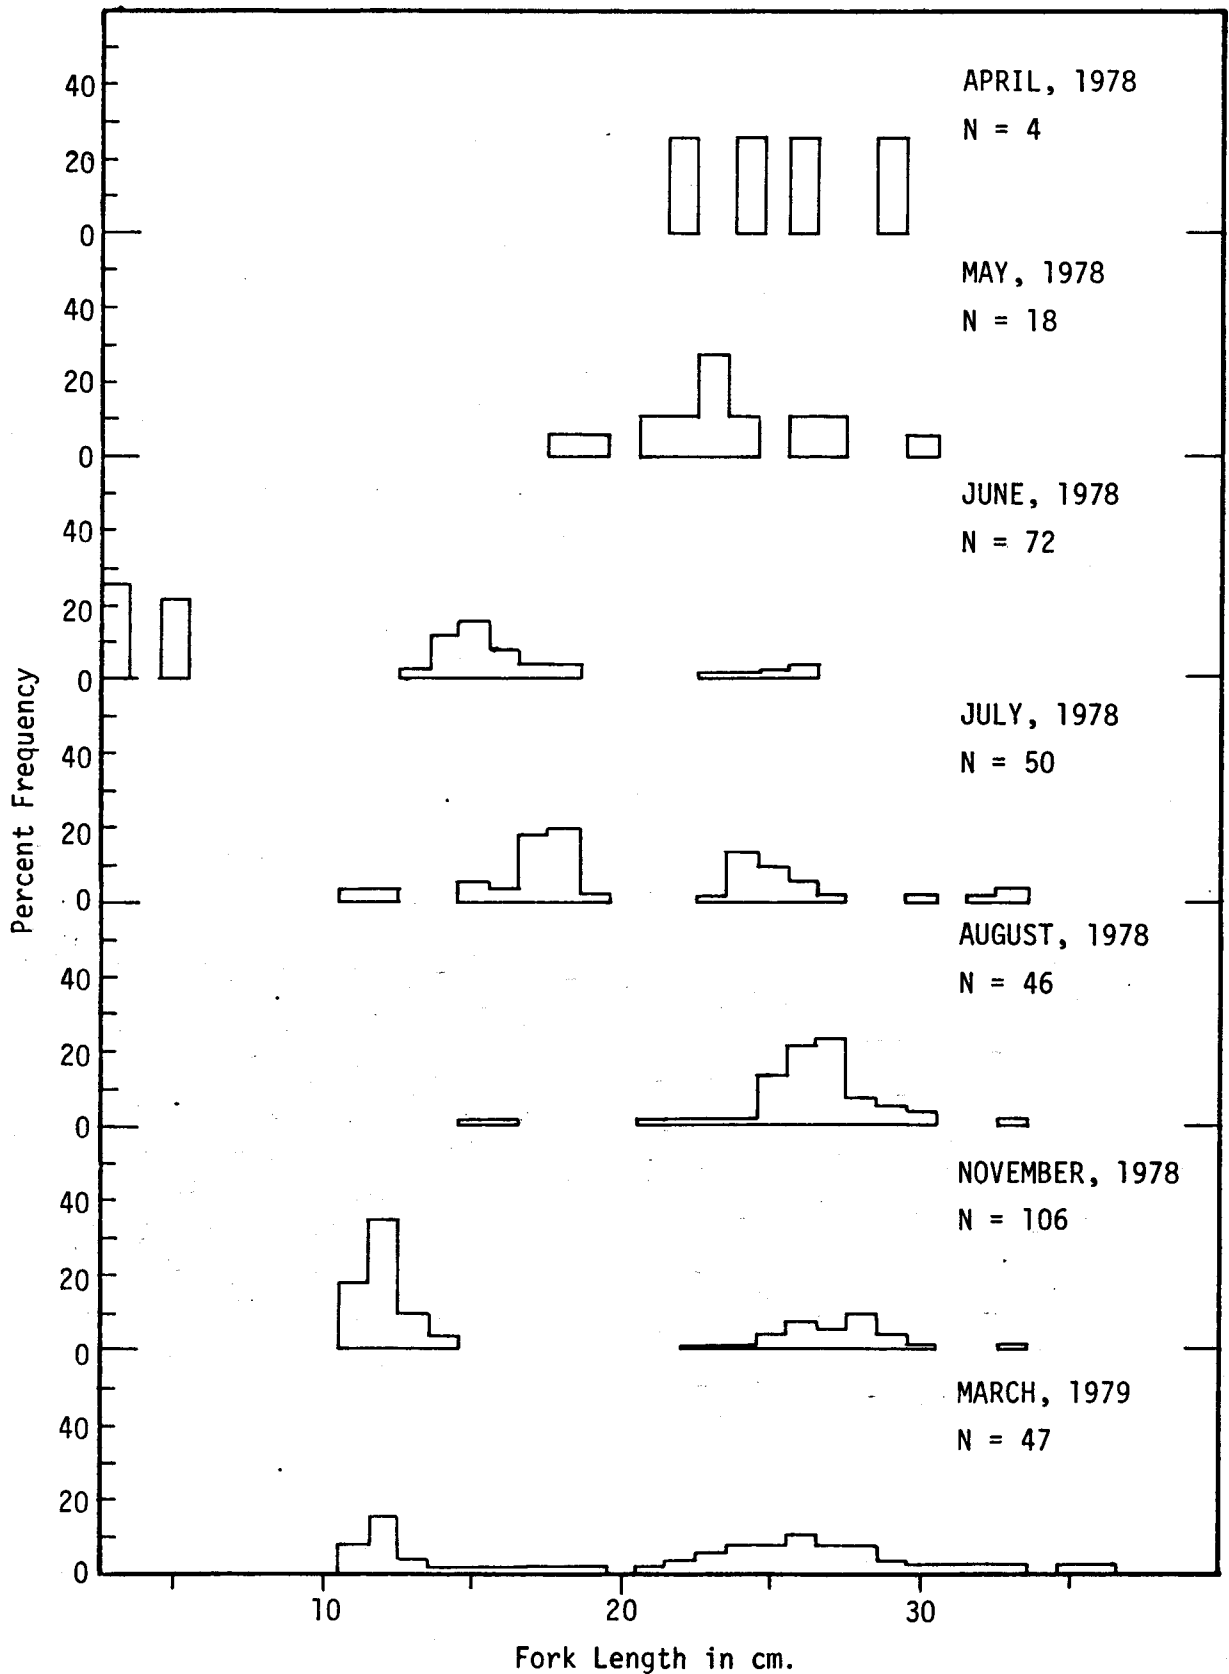 APRIL, 1978
N = 4
40
20
0
MAY, 1978
N = 18
40
20
0
JUNE, 1978
N = 72
40
20
0
JULY, 1978
N = 50
40
20
0
AUGUST, 1978
N = 46
40
20
0
NOVEMBER, 1978
N = 106
40
20
0
MARCH, 1979
N = 47
40
20
0
Percent Frequency
10 20 30
Fork Length in cm.